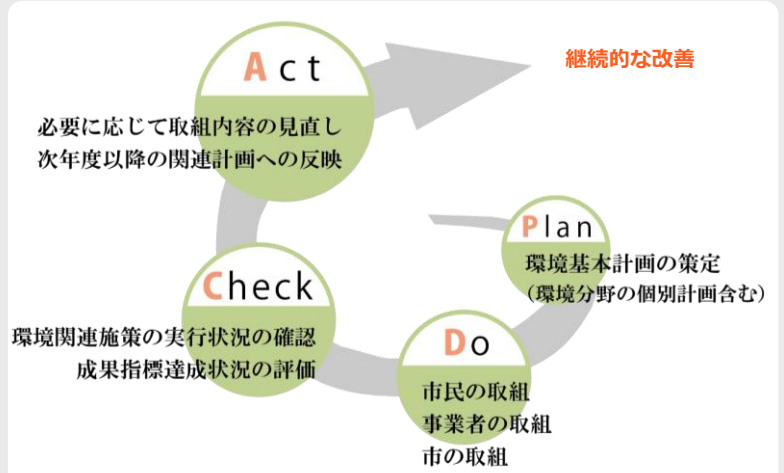 Act
継続的な改善
必要に応じて取組内容の見直し
次年度以降の関連計画への反映
Plan
環境基本計画の策定
（環境分野の個別計画含む）
Check
環境関連施策の実行状況の確認
成果指標達成状況の評価
Do
市民の取組
事業者の取組
市の取組